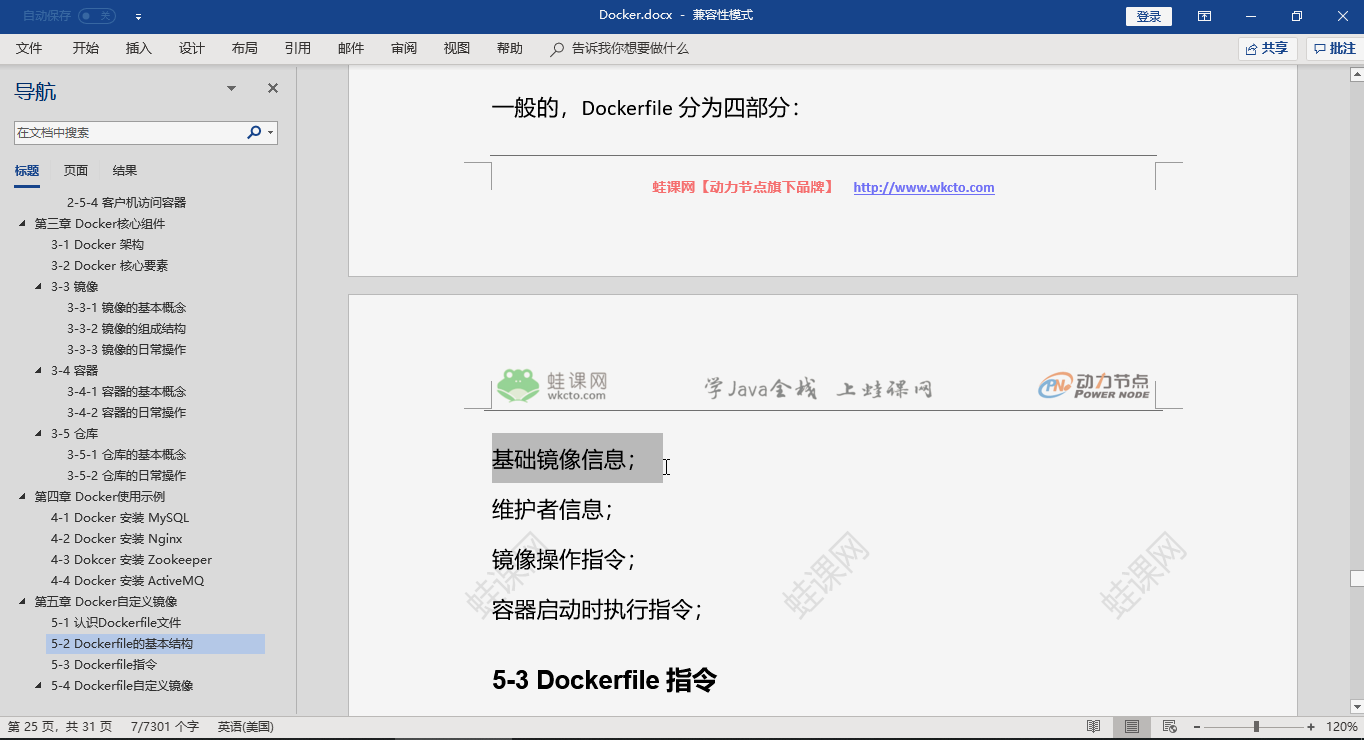 自动保存 关
Docker.docx - 兼容性模式
登录
文件 开始 插入 设计 布局 引用 邮件 审阅 视图 帮助 告诉我你想要做什么
共享 批注
导航
在文档中搜索
标题 页面 结果
2-5-4 客户机访问容器
第三章 Docker核心组件
3-1 Docker 架构
3-2 Docker 核心要素
3-3 镜像
3-3-1 镜像的基本概念
3-3-2 镜像的组成结构
3-3-3 镜像的日常操作
3-4 容器
3-4-1 容器的基本概念
3-4-2 容器的日常操作
3-5 仓库
3-5-1 仓库的基本概念
3-5-2 仓库的日常操作
第四章 Docker使用示例
4-1 Docker 安装 MySQL
4-2 Docker 安装 Nginx
4-3 Dokcer 安装 Zookeeper
4-4 Docker 安装 ActiveMQ
第五章 Docker自定义镜像
5-1 认识Dockerfile文件
5-2 Dockerfile的基本结构
5-3 Dockerfile指令
5-4 Dockerfile自定义镜像
一般的，Dockerfile 分为四部分：
蛙课网【动力节点旗下品牌】 http://www.wkcto.com
蛙课网
wkcto.com
学Java全栈 上蛙课网
PN 动力节点
POWER NODE
基础镜像信息；
维护者信息；
镜像操作指令；
容器启动时执行指令；
蛙课网 蛙课网 蛙课网
5-3 Dockerfile 指令
第 25 页，共 31 页 7/7301 个字 英语(美国)
120%